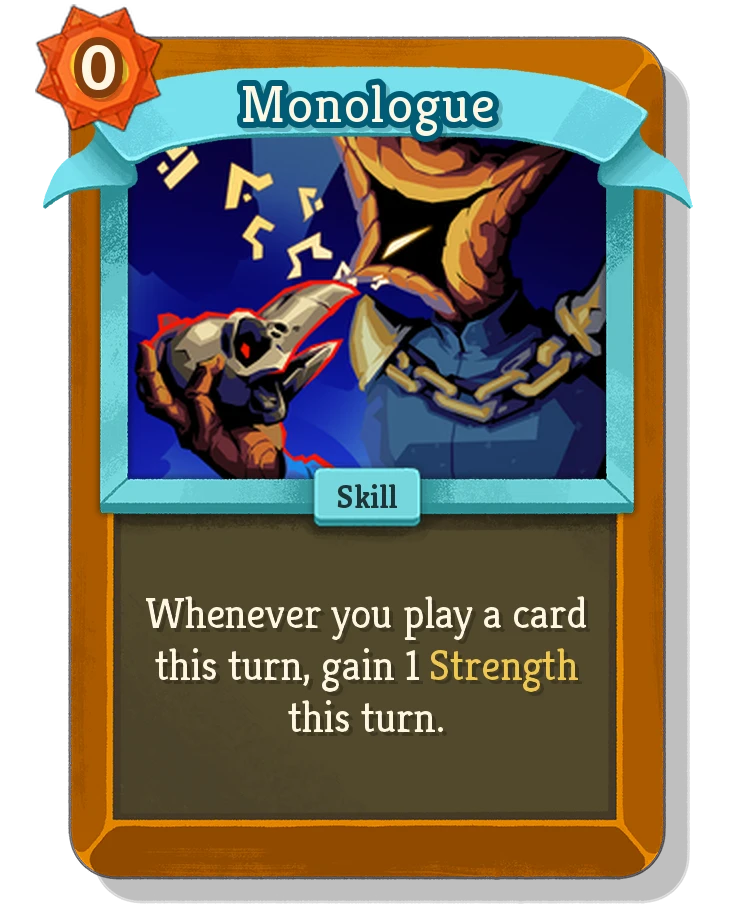 0
Monologue
Skill
Whenever you play a card
this turn, gain 1 Strength
this turn.